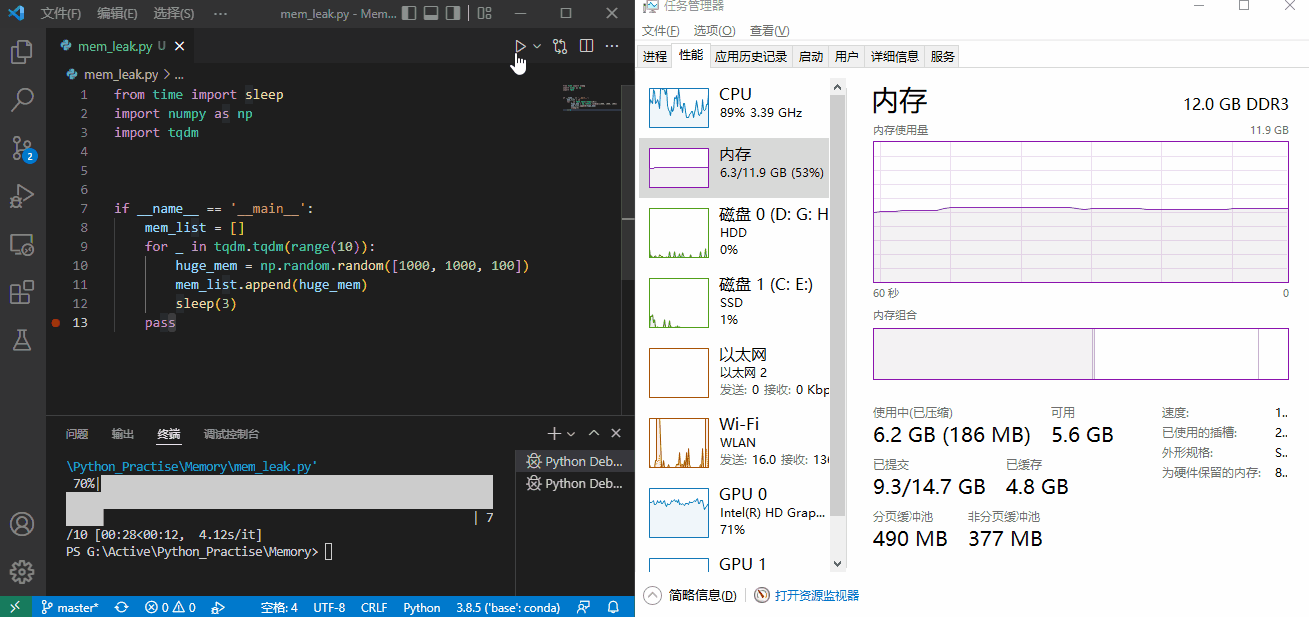 文件(F) 编辑(E) 选择(S) ··· mem_leak.py - Mem...
mem_leak.py U
mem_leak.py > ...
1 from time import sleep
2 import numpy as np
3 import tqdm
4
5
6
7 if __name__ == '__main__':
8 mem_list = []
9 for _ in tqdm.tqdm(range(10)):
10 huge_mem = np.random.random([1000, 1000, 100])
11 mem_list.append(huge_mem)
12 sleep(3)
13 pass
2
问题 输出 终端 调试控制台
\Python_Practise\Memory\mem_leak.py'
70%|
| 7
/10 [00:28<00:12, 4.12s/it]
PS G:\Active\Python_Practise\Memory>
Python Deb...
Python Deb...
master* 0 0 空格: 4 UTF-8 CRLF Python 3.8.5 ('base': conda)
任务管理器
文件(F) 选项(O) 查看(V)
进程 性能 应用历史记录 启动 用户 详细信息 服务
CPU
89% 3.39 GHz
内存
6.3/11.9 GB (53%)
磁盘 0 (D: G: H
HDD
0%
磁盘 1 (C: E:)
SSD
1%
以太网
以太网 2
发送: 0 接收: 0 Kbp
Wi-Fi
WLAN
发送: 16.0 接收: 136
GPU 0
Intel(R) HD Grap...
71%
GPU 1
内存 12.0 GB DDR3
内存使用量 11.9 GB
60 秒 0
内存组合
使用中(已压缩) 可用
6.2 GB (186 MB) 5.6 GB
已提交 已缓存
9.3/14.7 GB 4.8 GB
分页缓冲池 非分页缓冲池
490 MB 377 MB
速度: 1..
已使用的插槽: 2..
外形规格: S..
为硬件保留的内存: 8..
简略信息(D) 打开资源监视器